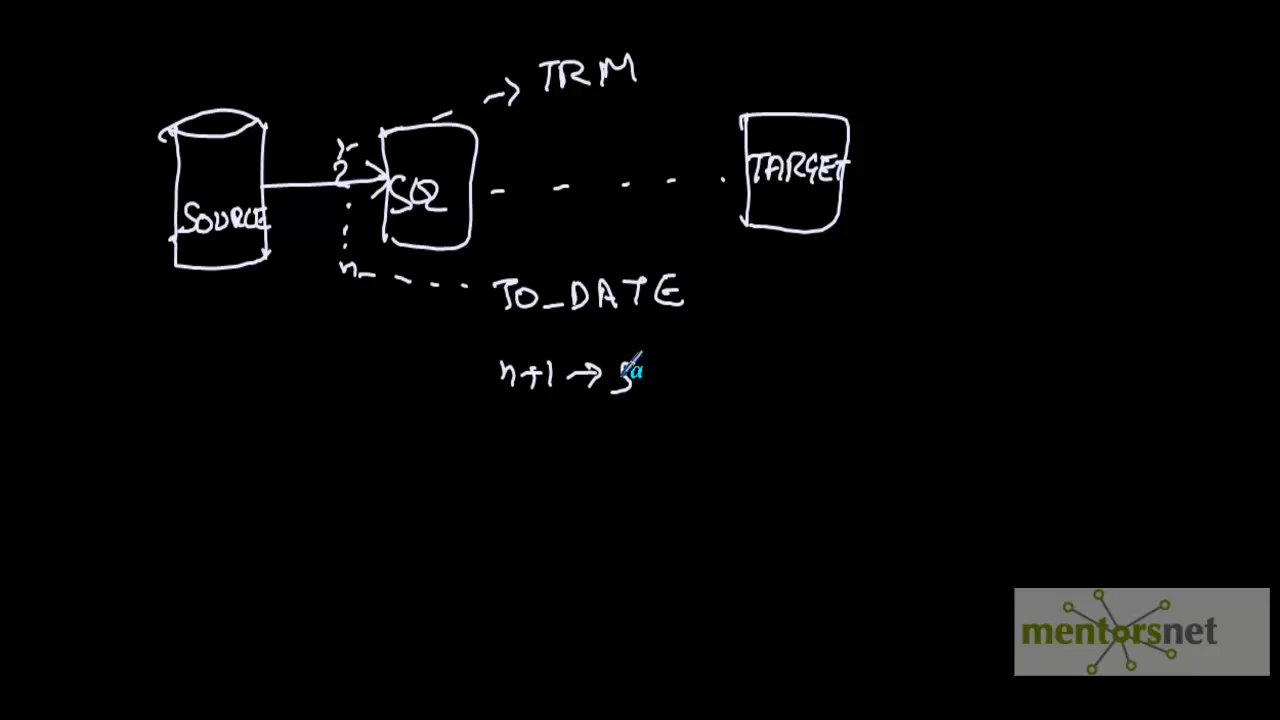 TRM
SOURCE
1-
2
SQ
TARGET
n-
TO_DATE
n+1 →
mentorsnet